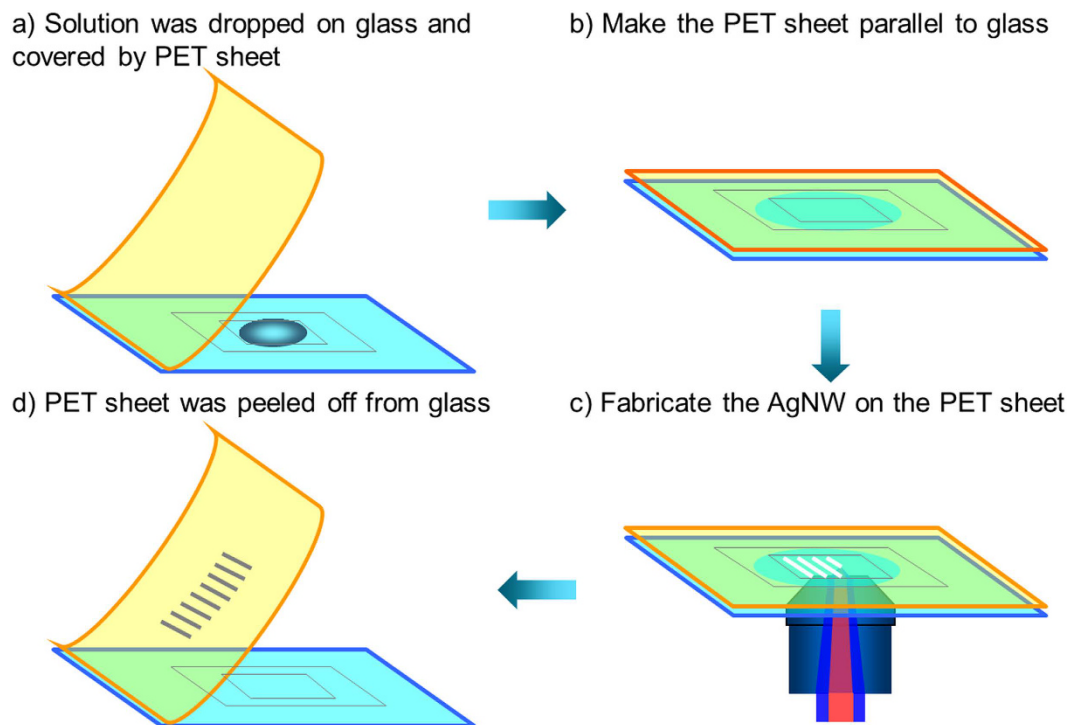 a) Solution was dropped on glass and
covered by PET sheet
b) Make the PET sheet parallel to glass
d) PET sheet was peeled off from glass
c) Fabricate the AgNW on the PET sheet